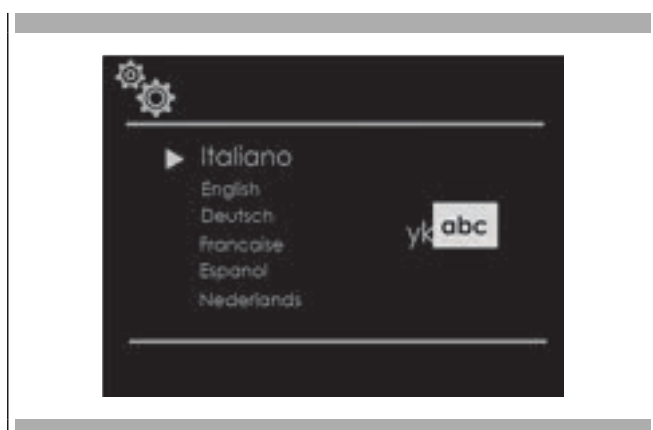 Italiano
English
Deutsch
Francaise
Espanol
Nederlands
yk abc